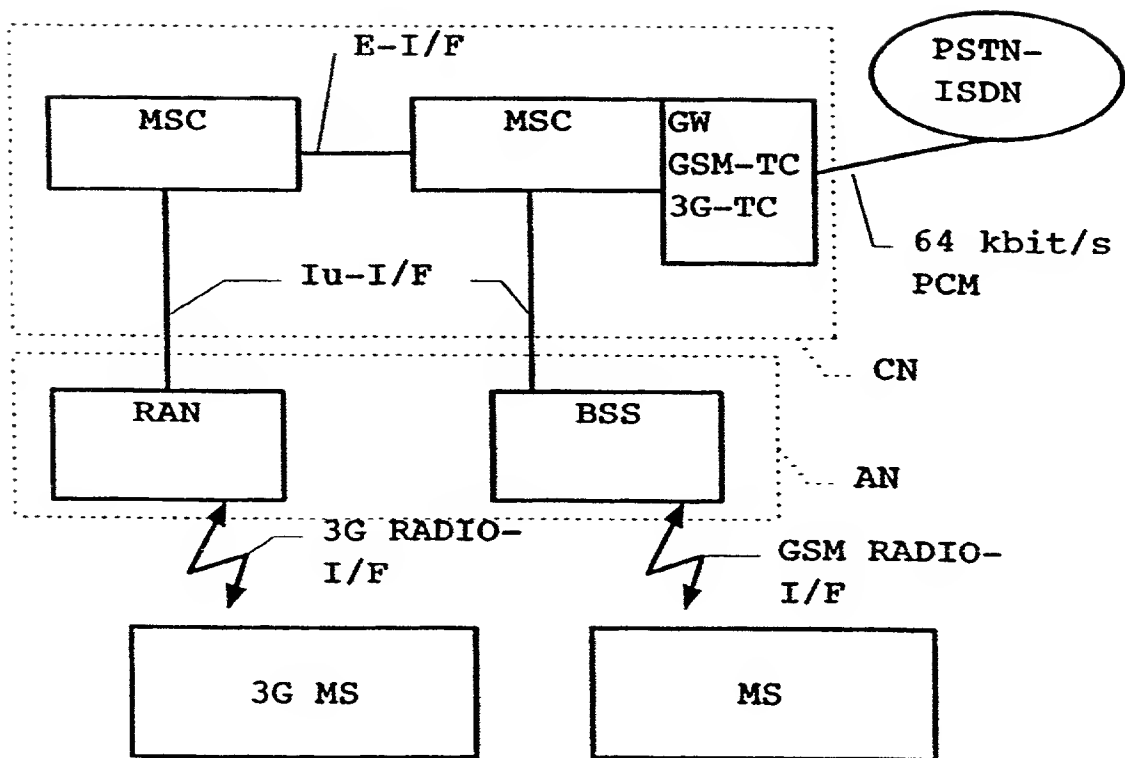 E-I/F
PSTN-
ISDN
MSC
MSC
GW
GSM-TC
3G-TC
64 kbit/s
PCM
Iu-I/F
CN
RAN
BSS
AN
3G RADIO-
I/F
GSM RADIO-
I/F
3G MS
MS